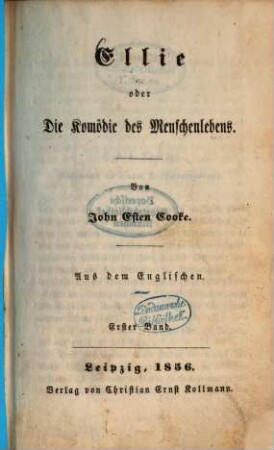 Ellie
oder
Die Komödie des Menschenlebens.
Von
John Esten Cooke.
Aus dem Englischen.
Erster Band.
Leipzig, 1856.
Verlag von Christian Ernst Kollmann.